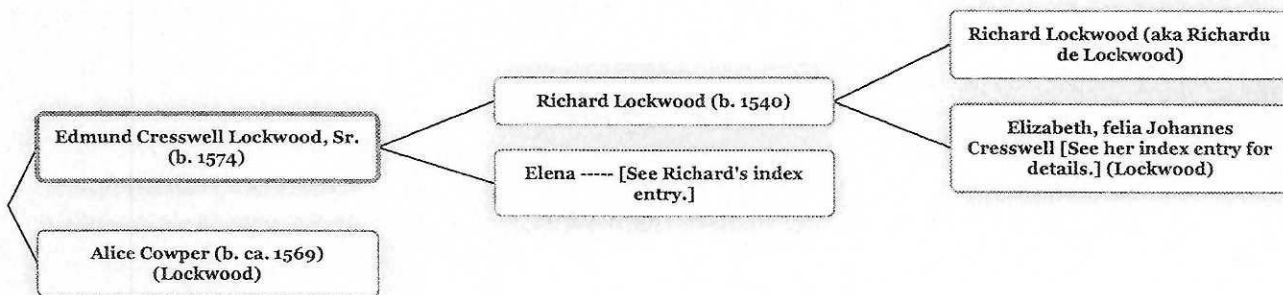 Edmund Cresswell Lockwood, Sr.
(b. 1574)
Alice Cowper (b. ca. 1569)
(Lockwood)
Richard Lockwood (b. 1540)
Elena ----- [See Richard's index
entry.]
Richard Lockwood (aka Richardu
de Lockwood)
Elizabeth, felia Johannes
Cresswell [See her index entry for
details.] (Lockwood)